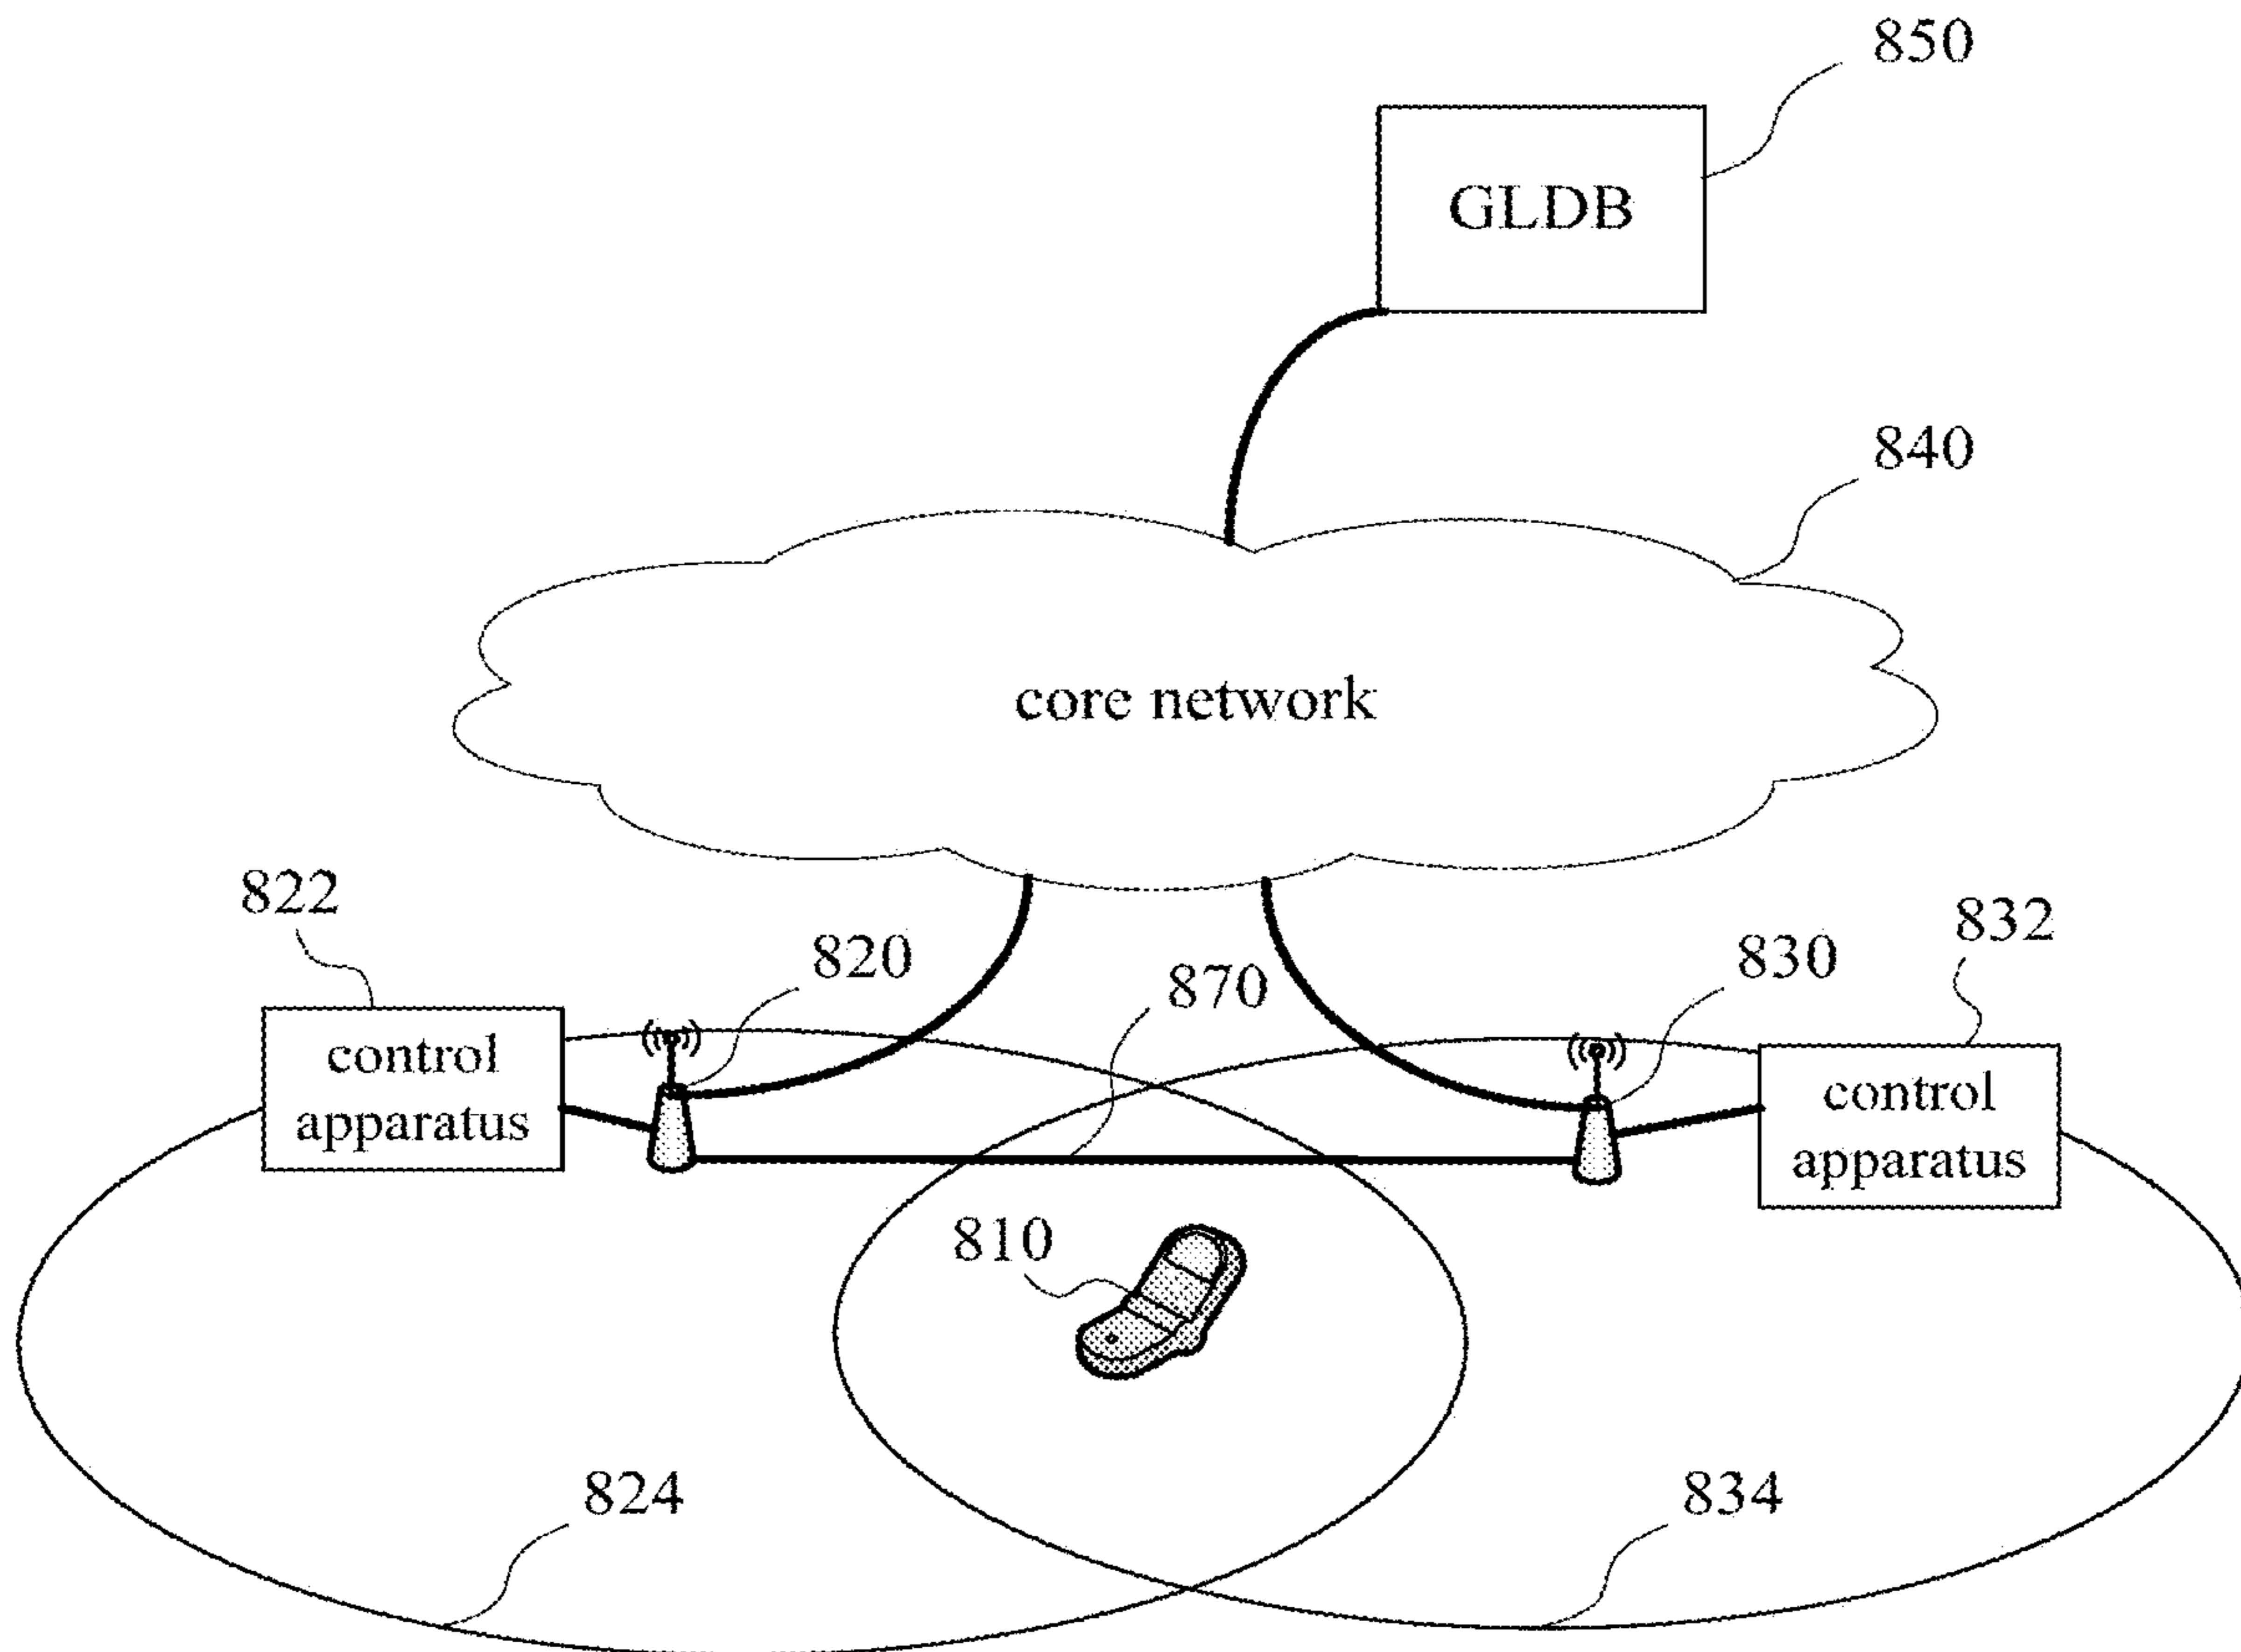 850
GLDB
840
core network
822
820
870
830
832
control
apparatus
control
apparatus
810
824
834